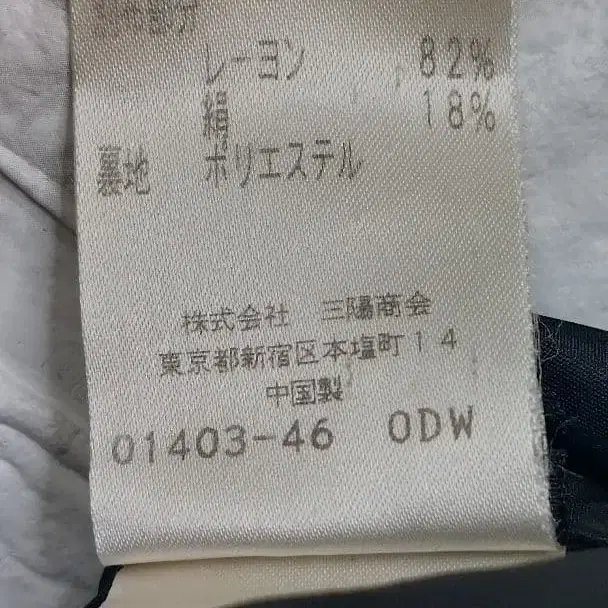 レーヨン 82%
絹 18%
裏地 ポリエステル
株式会社 三陽商会
東京都新宿区本塩町14
中国製
01403-46 ODW